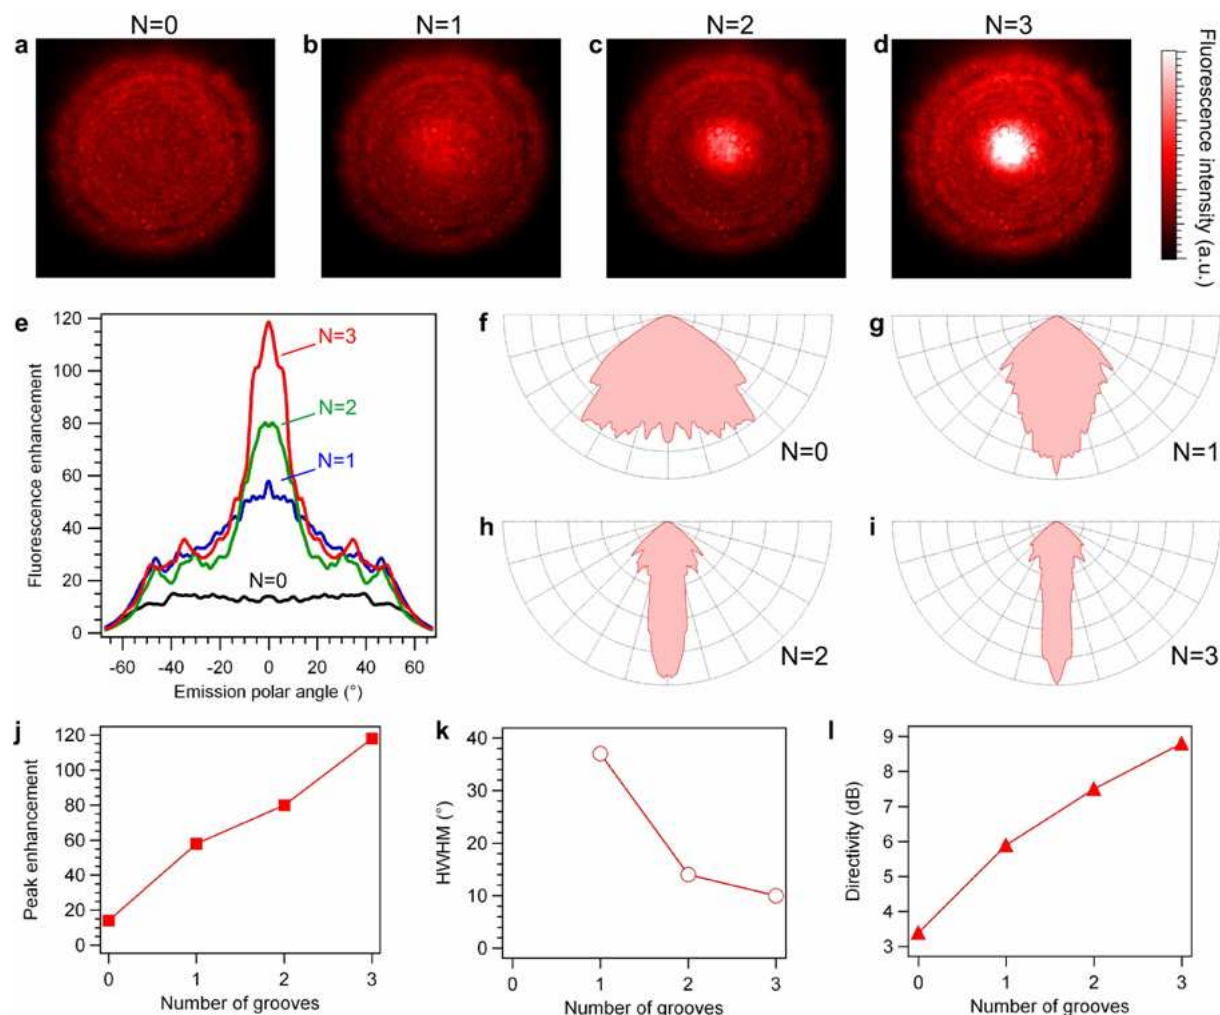 N=0
N=1
N=2
N=3
a
b
c
d
Fluorescence intensity (a.u.)
e
120
100
80
60
40
20
0
Fluorescence enhancement
N=3
N=2
N=1
N=0
-60
-40
-20
0
20
40
60
Emission polar angle (°)
f
N=0
g
N=1
h
N=2
i
N=3
j
120
100
80
60
40
20
0
Peak enhancement
0
1
2
3
Number of grooves
k
40
30
20
10
0
HWHM (°)
0
1
2
3
Number of grooves
l
9
8
7
6
5
4
3
Directivity (dB)
0
1
2
3
Number of grooves